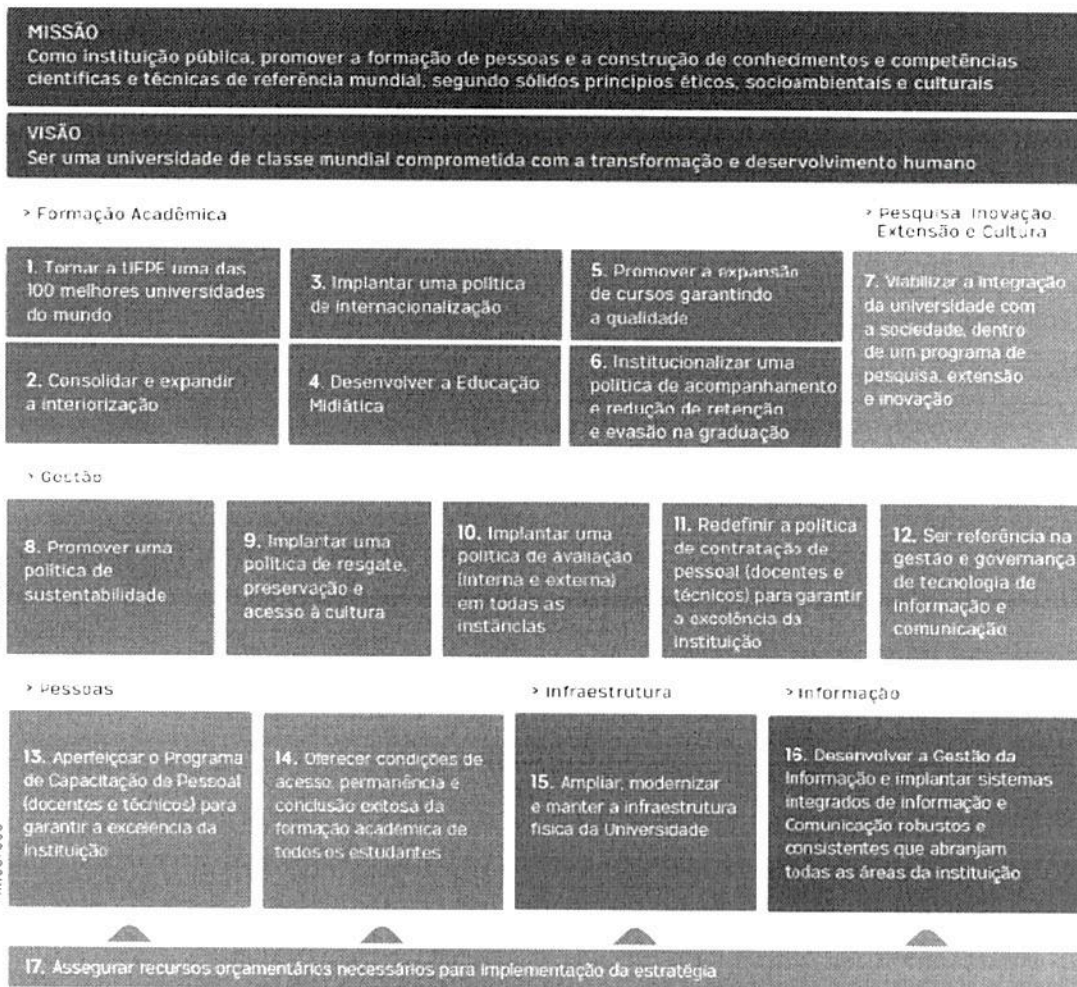 MISSÃO
Como instituição pública, promover a formação de pessoas e a construção de conhecimentos e competências
científicas e técnicas de referência mundial, segundo sólidos princípios éticos, socioambientais e culturais
VISÃO
Ser uma universidade de classe mundial comprometida com a transformação e desenvolvimento humano
> Formação Acadêmica
1. Tornar a UFPE uma das
100 melhores universidades
do mundo
2. Consolidar e expandir
a interiorização
3. Implantar uma política
de internacionalização
4. Desenvolver a Educação
Midiática
5. Promover a expansão
de cursos garantindo
a qualidade
6. Institucionalizar uma
política de acompanhamento
e redução de retenção
e evasão na graduação
> Pesquisa, Inovação,
Extensão e Cultura
7. Viabilizar a integração
da universidade com
a sociedade, dentro
de um programa de
pesquisa, extensão
e inovação
> Gestão
8. Promover uma
política de
sustentabilidade
9. Implantar uma
política de resgate,
preservação e
acesso à cultura
10. Implantar uma
política de avaliação
(interna e externa)
em todas as
instâncias
11. Redefinir a política
de contratação de
pessoal (docentes e
técnicos) para garantir
a excelência da
instituição
12. Ser referência na
gestão e governança
de tecnologia de
informação e
comunicação
> Pessoas
13. Aperfeiçoar o Programa
de Capacitação de Pessoal
(docentes e técnicos) para
garantir a excelência da
instituição
14. Oferecer condições de
acesso, permanência e
conclusão exitosa da
formação acadêmica de
todos os estudantes
> Infraestrutura
15. Ampliar, modernizar
e manter a infraestrutura
física da Universidade
> Informação
16. Desenvolver a Gestão da
Informação e implantar sistemas
integrados de Informação e
Comunicação robustos e
consistentes que abranjam
todas as áreas da instituição
17. Assegurar recursos orçamentários necessários para implementação da estratégia